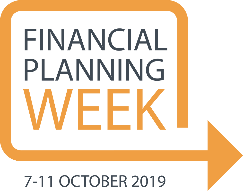 FINANCIAL
PLANNING
WEEK
7-11 OCTOBER 2019